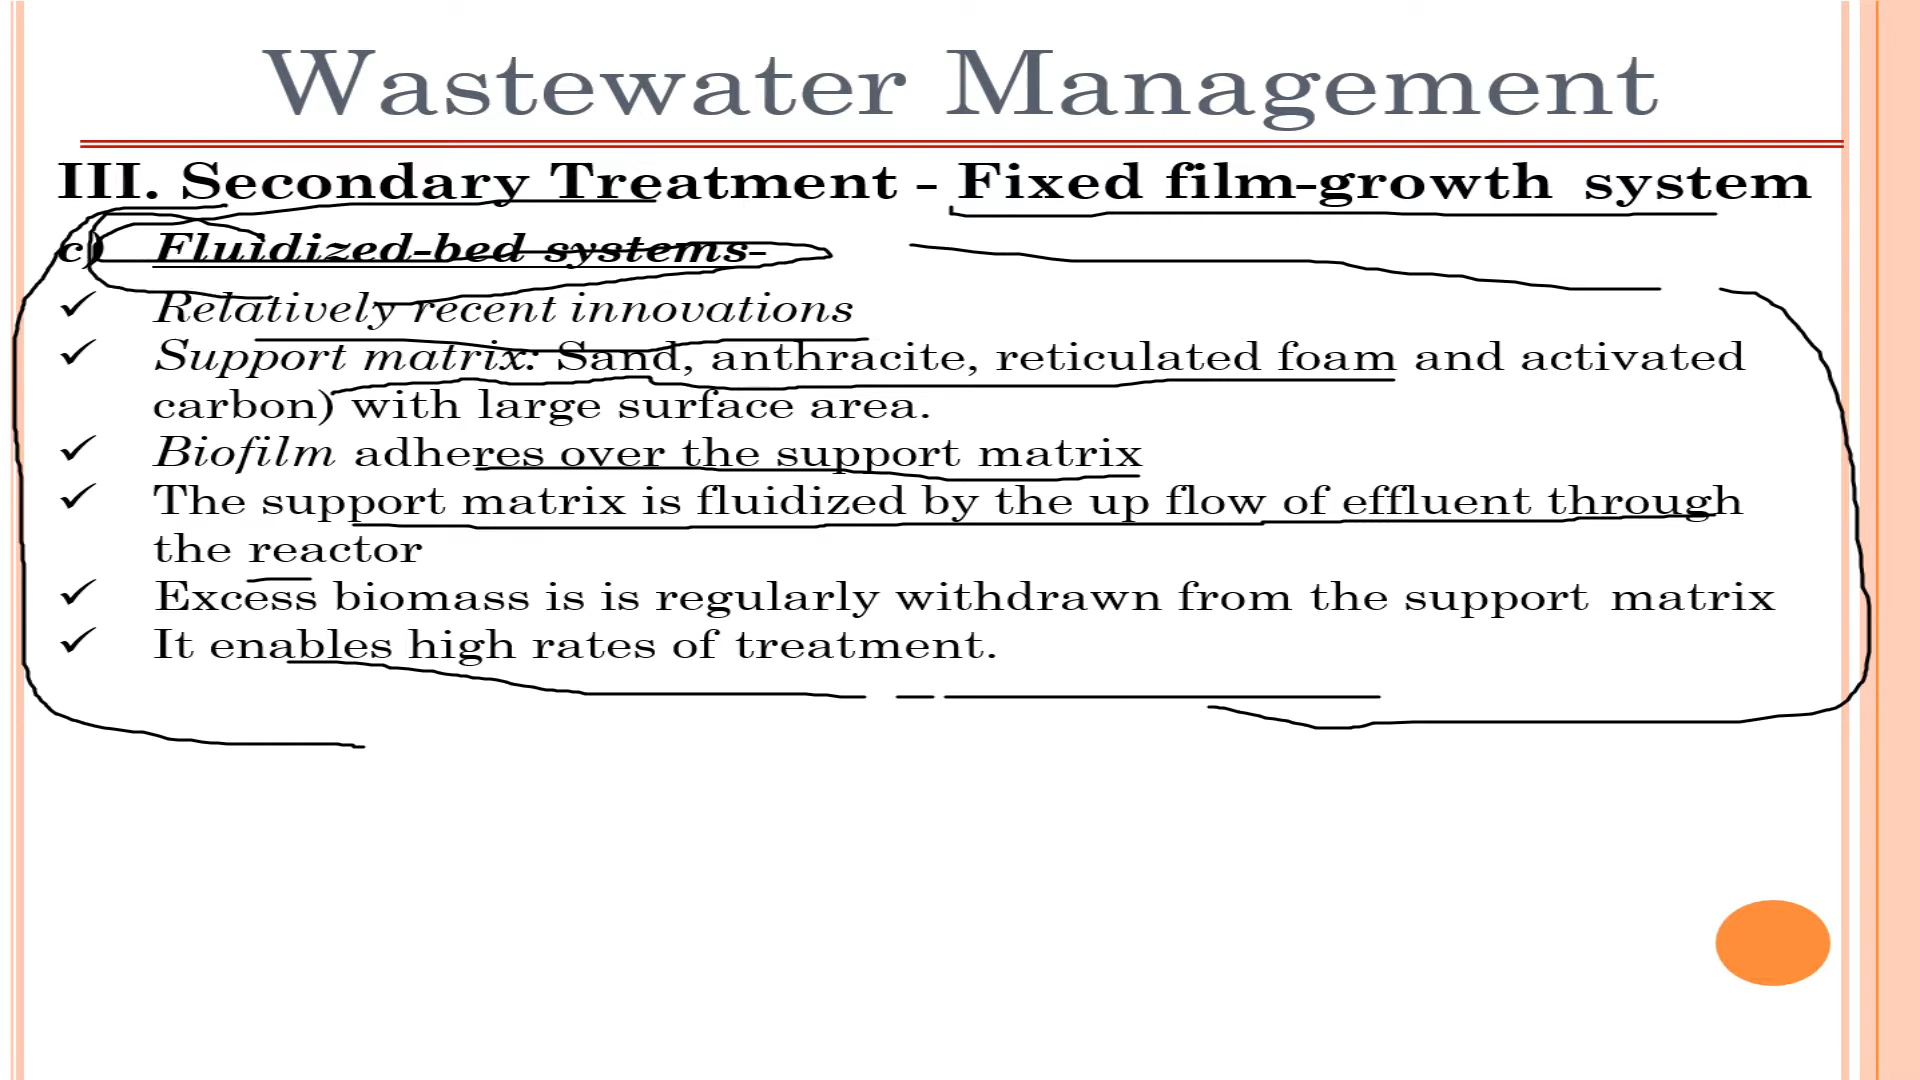 Wastewater Management
III. Secondary Treatment - Fixed film-growth system
c) Fluidized-bed systems-
✓ Relatively recent innovations
✓ Support matrix: Sand, anthracite, reticulated foam and activated
carbon) with large surface area.
✓ Biofilm adheres over the support matrix
✓ The support matrix is fluidized by the up flow of effluent through
the reactor
✓ Excess biomass is is regularly withdrawn from the support matrix
✓ It enables high rates of treatment.